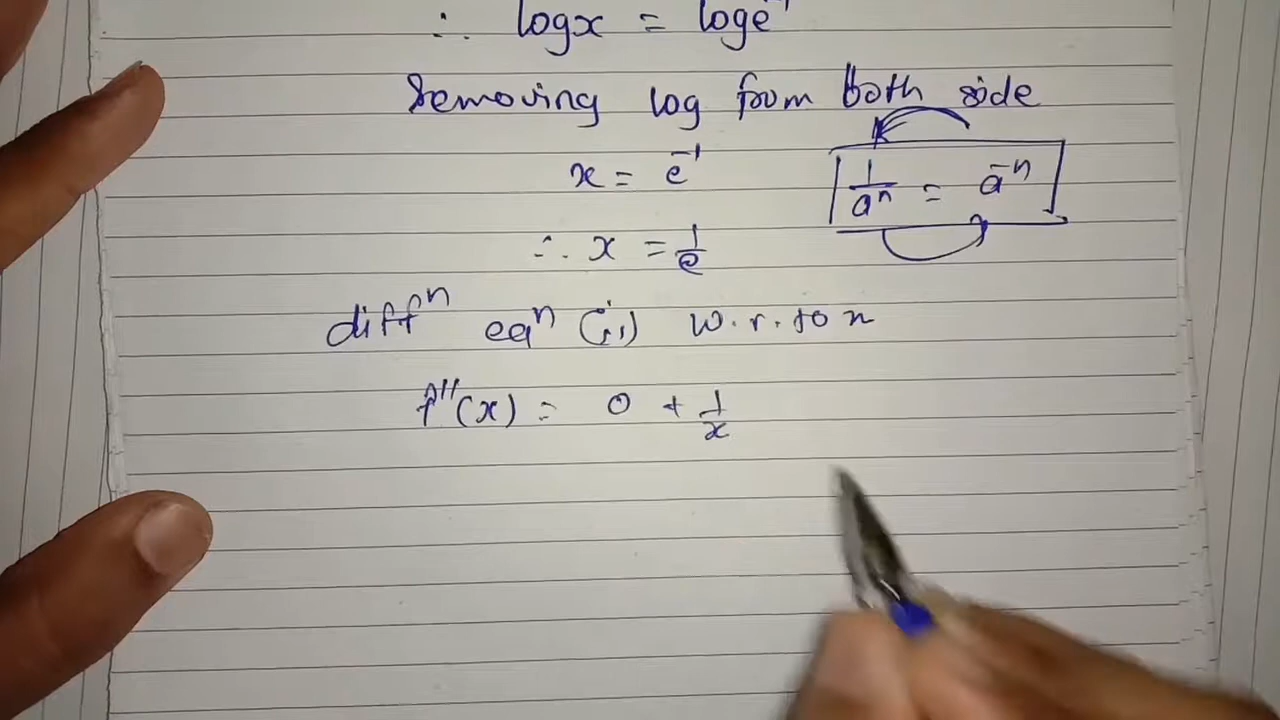 ∴ logx = loge⁻¹
Removing log from both side
x = e⁻¹
1/aⁿ = a⁻ⁿ
∴ x = 1/e
diffⁿ eqⁿ (ii) w.r.to x
f''(x) = 0 + 1/x